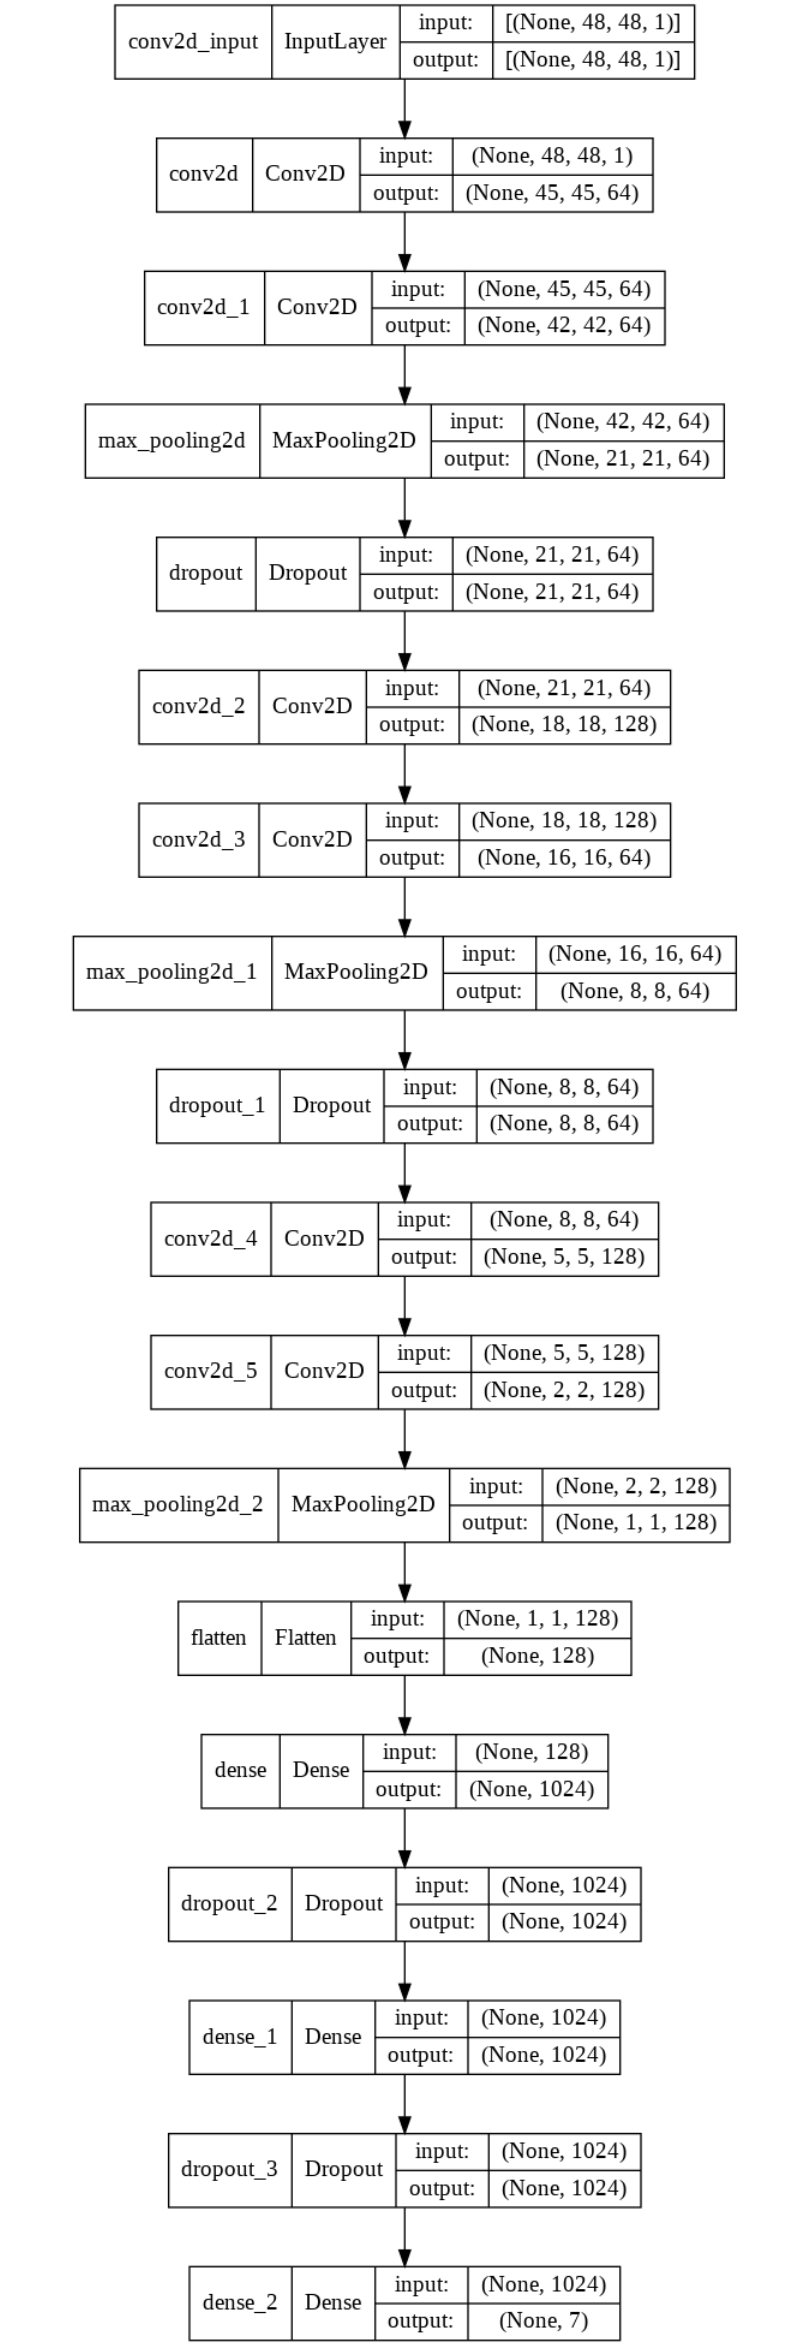 conv2d_input InputLayer input: [(None, 48, 48, 1)]
output: [(None, 48, 48, 1)]
conv2d Conv2D input: (None, 48, 48, 1)
output: (None, 45, 45, 64)
conv2d_1 Conv2D input: (None, 45, 45, 64)
output: (None, 42, 42, 64)
max_pooling2d MaxPooling2D input: (None, 42, 42, 64)
output: (None, 21, 21, 64)
dropout Dropout input: (None, 21, 21, 64)
output: (None, 21, 21, 64)
conv2d_2 Conv2D input: (None, 21, 21, 64)
output: (None, 18, 18, 128)
conv2d_3 Conv2D input: (None, 18, 18, 128)
output: (None, 16, 16, 64)
max_pooling2d_1 MaxPooling2D input: (None, 16, 16, 64)
output: (None, 8, 8, 64)
dropout_1 Dropout input: (None, 8, 8, 64)
output: (None, 8, 8, 64)
conv2d_4 Conv2D input: (None, 8, 8, 64)
output: (None, 5, 5, 128)
conv2d_5 Conv2D input: (None, 5, 5, 128)
output: (None, 2, 2, 128)
max_pooling2d_2 MaxPooling2D input: (None, 2, 2, 128)
output: (None, 1, 1, 128)
flatten Flatten input: (None, 1, 1, 128)
output: (None, 128)
dense Dense input: (None, 128)
output: (None, 1024)
dropout_2 Dropout input: (None, 1024)
output: (None, 1024)
dense_1 Dense input: (None, 1024)
output: (None, 1024)
dropout_3 Dropout input: (None, 1024)
output: (None, 1024)
dense_2 Dense input: (None, 1024)
output: (None, 7)